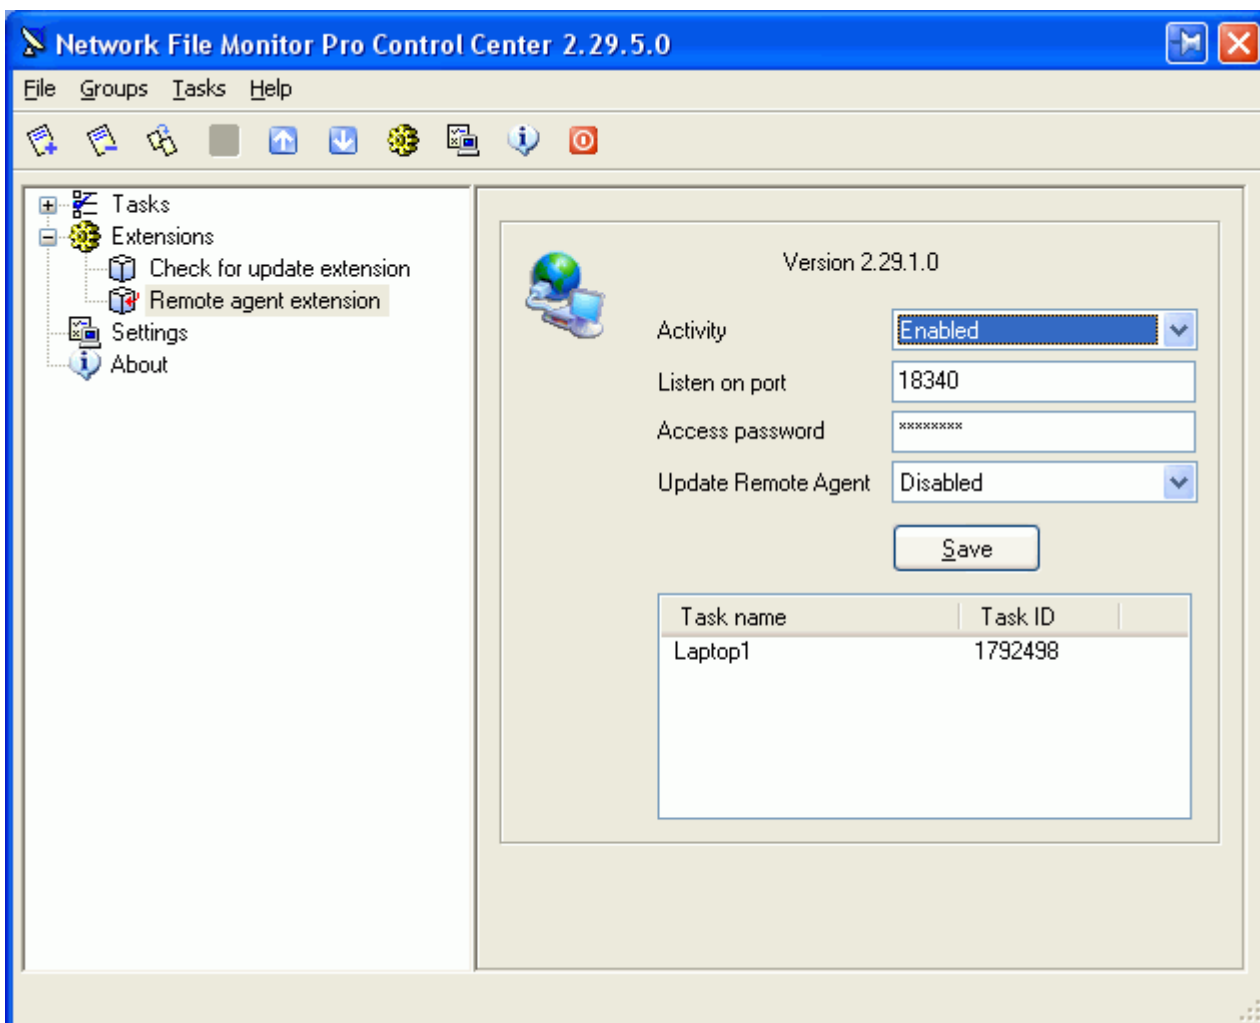 Network File Monitor Pro Control Center 2.29.5.0
File Groups Tasks Help
Tasks
Extensions
Check for update extension
Remote agent extension
Settings
About
Version 2.29.1.0
Activity Enabled
Listen on port 18340
Access password ********
Update Remote Agent Disabled
Save
Task name Task ID
Laptop1 1792498